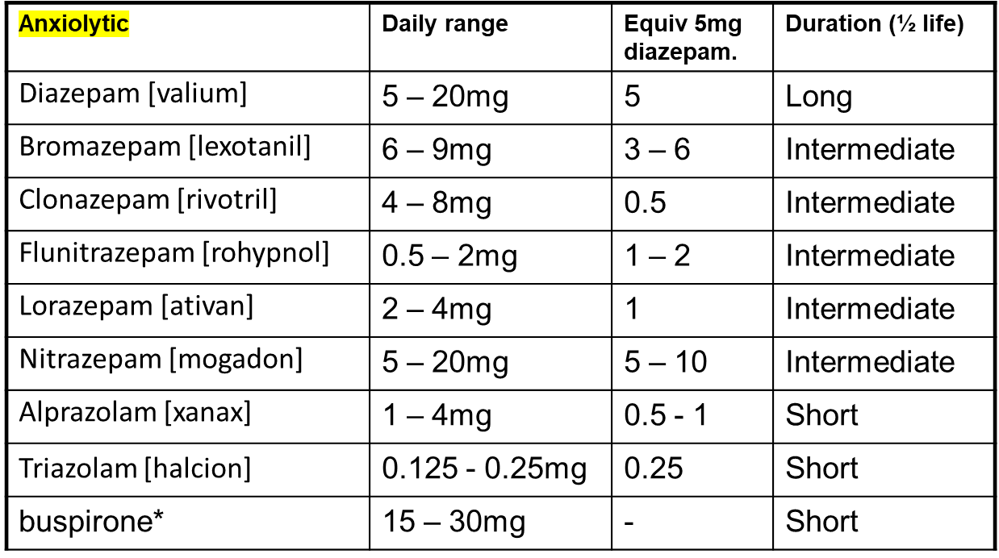 Anxiolytic Daily range Equiv 5mg diazepam. Duration (½ life)
Diazepam [valium] 5 – 20mg 5 Long
Bromazepam [lexotanil] 6 – 9mg 3 – 6 Intermediate
Clonazepam [rivotril] 4 – 8mg 0.5 Intermediate
Flunitrazepam [rohypnol] 0.5 – 2mg 1 – 2 Intermediate
Lorazepam [ativan] 2 – 4mg 1 Intermediate
Nitrazepam [mogadon] 5 – 20mg 5 – 10 Intermediate
Alprazolam [xanax] 1 – 4mg 0.5 - 1 Short
Triazolam [halcion] 0.125 - 0.25mg 0.25 Short
buspirone* 15 – 30mg - Short